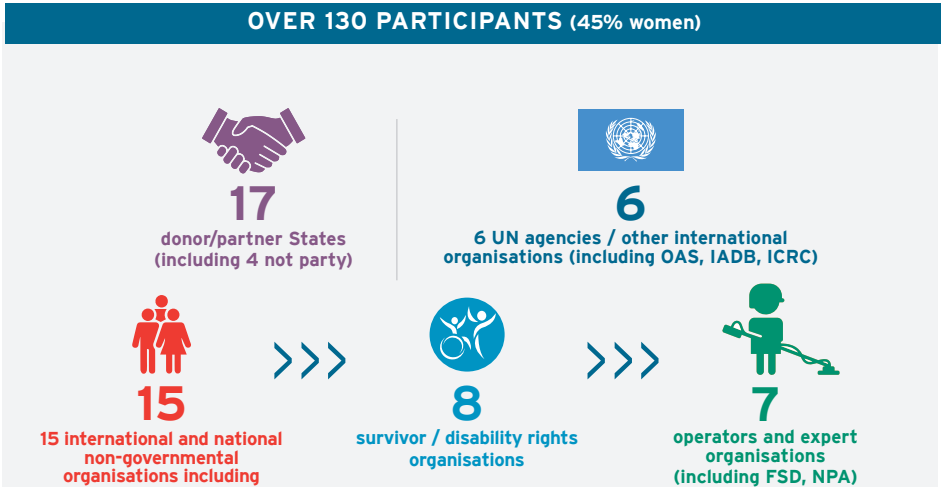 OVER 130 PARTICIPANTS (45% women)
17
donor/partner States
(including 4 not party)
6
6 UN agencies / other international
organisations (including OAS, IADB, ICRC)
15
15 international and national
non-governmental
organisations including
8
survivor / disability rights
organisations
7
operators and expert
organisations
(including FSD, NPA)